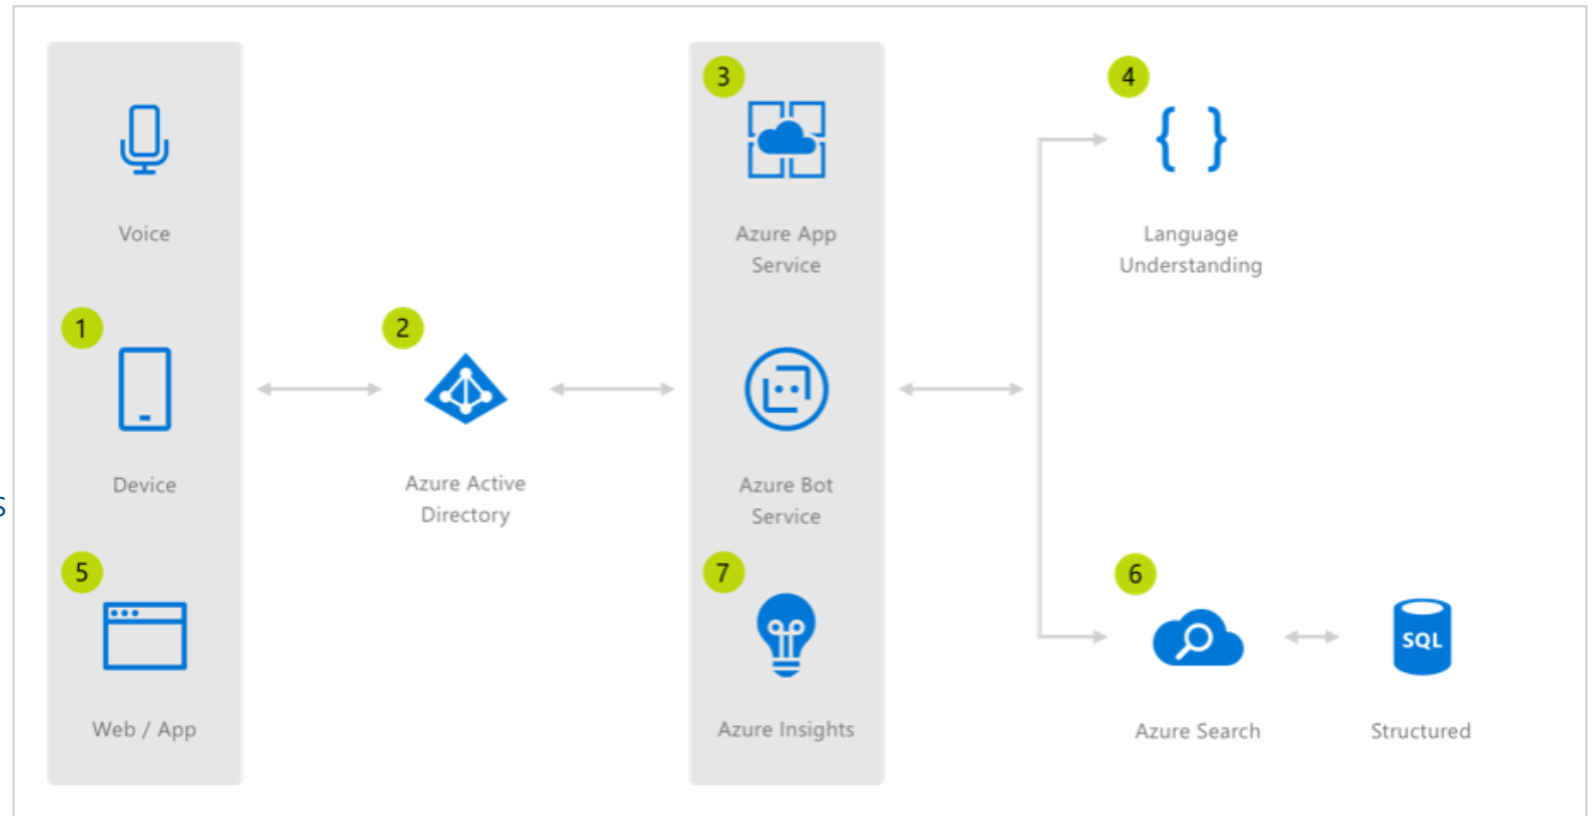 3
4
Voice
Azure App
Service
Language
Understanding
1
2
Device
Azure Active
Directory
Azure Bot
Service
s
5
7
6
SQL
Web / App
Azure Insights
Azure Search
Structured